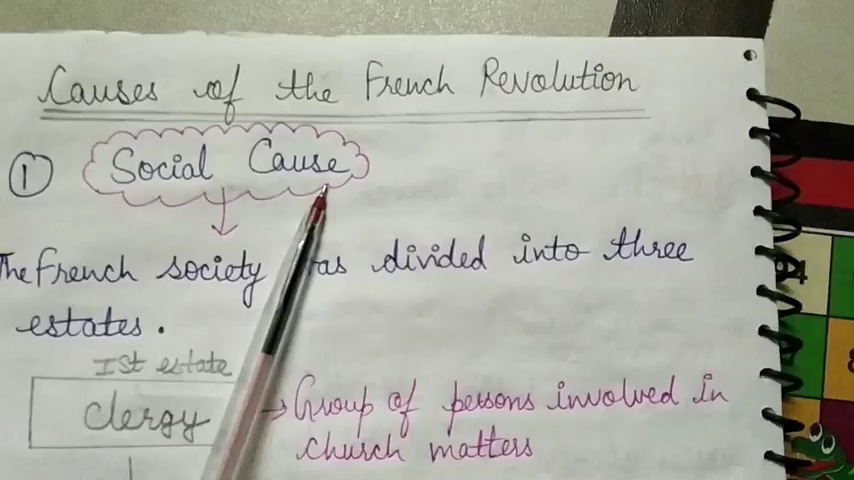 Causes of the French Revolution
① Social Cause
The French society was divided into three
estates.
Ist estate
Clergy → Group of persons involved in
church matters